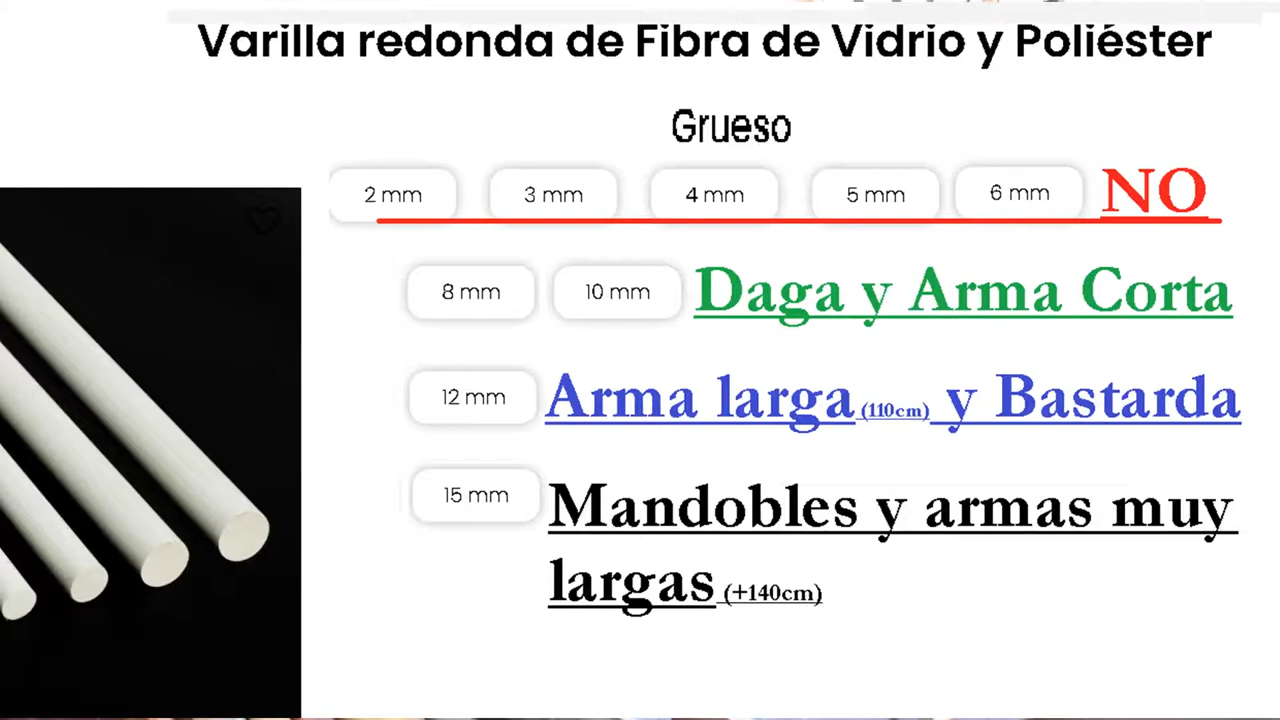 Varilla redonda de Fibra de Vidrio y Poliéster
Grueso
2 mm 3 mm 4 mm 5 mm 6 mm NO
8 mm 10 mm Daga y Arma Corta
12 mm Arma larga (110cm) y Bastarda
15 mm Mandobles y armas muy
largas (+140cm)